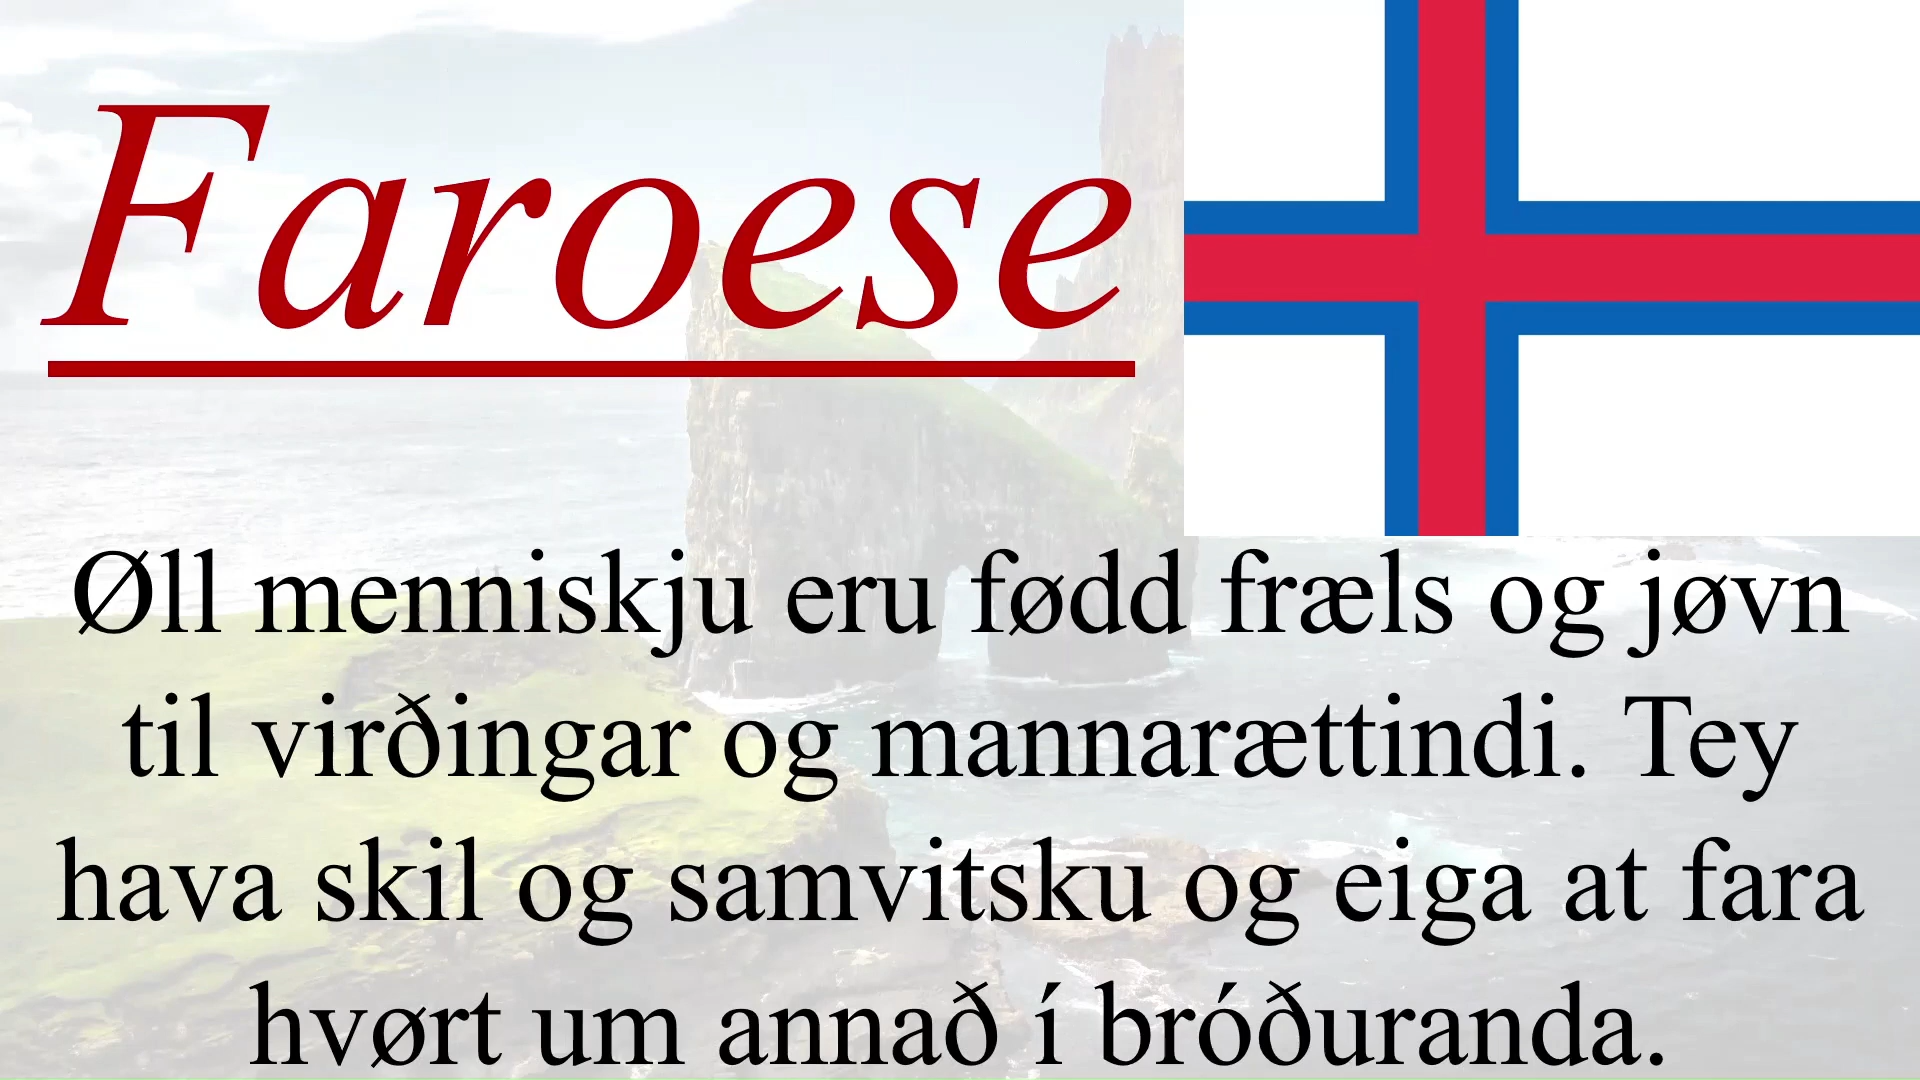 Faroese
Øll menniskju eru fødd fræls og jøvn
til virðingar og mannarættindi. Tey
hava skil og samvitsku og eiga at fara
hvørt um annað í bróðuranda.